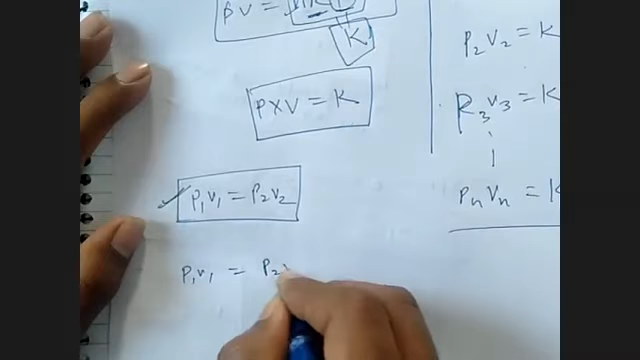 PV =
K
P×V = K
P₁V₁ = P₂V₂
P₁V₁ = P₂
P₂V₂ = K
P₃V₃ = K
PₙVₙ = K